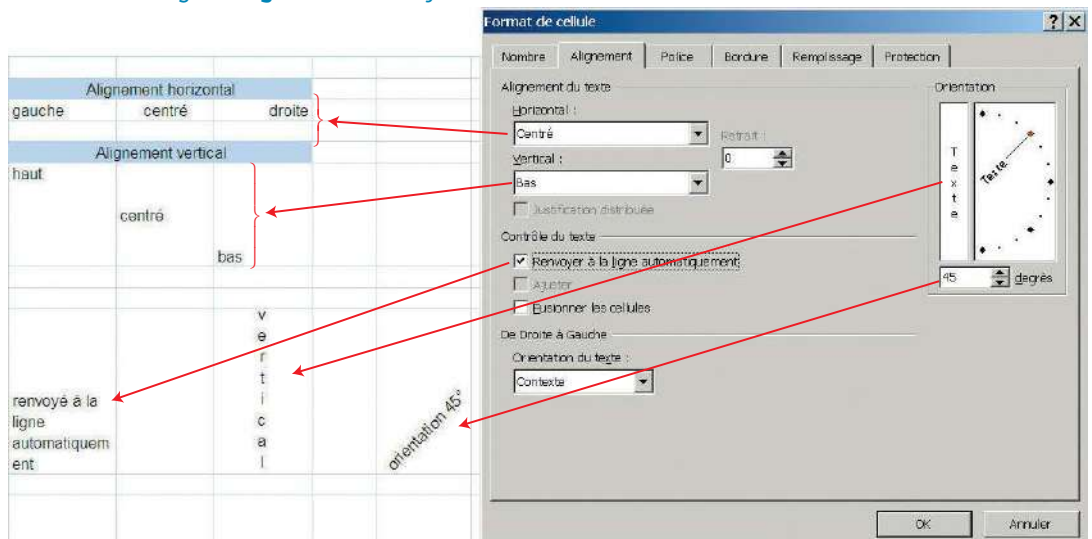 Alignement horizontal
gauche centré droite
Alignement vertical
haut
centré
bas
renvoyé à la
ligne
automatiquem
ent
vertical
orientation 45°
Format de cellule
Nombre Alignement Police Bordure Remplissage Protection
Alignement du texte
Horizontal :
Centré
Retrait :
0
Vertical :
Bas
Justification distribuée
Contrôle du texte
Renvoyer à la ligne automatiquement
Ajuster
Fusionner les cellules
De Droite à Gauche
Orientation du texte :
Contexte
Orientation
Texte
Texte
45 degrés
OK Annuler